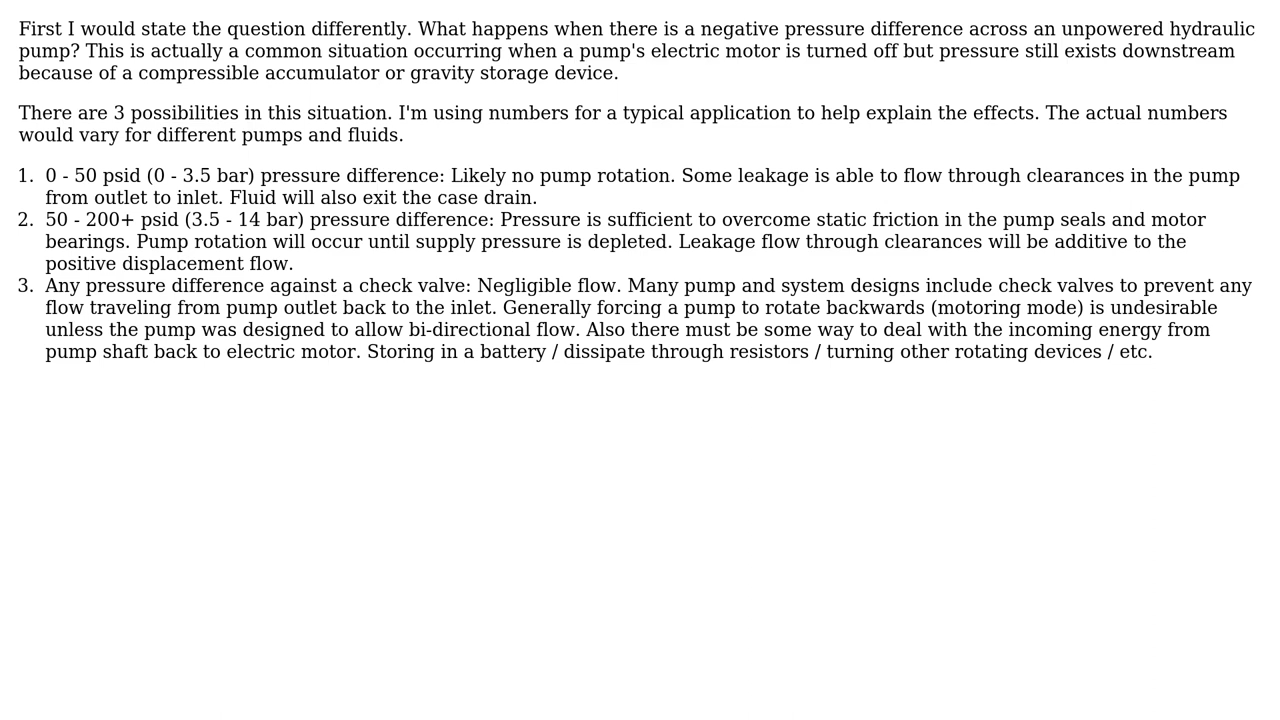 First I would state the question differently. What happens when there is a negative pressure difference across an unpowered hydraulic
pump? This is actually a common situation occurring when a pump's electric motor is turned off but pressure still exists downstream
because of a compressible accumulator or gravity storage device.
There are 3 possibilities in this situation. I'm using numbers for a typical application to help explain the effects. The actual numbers
would vary for different pumps and fluids.
1. 0 - 50 psid (0 - 3.5 bar) pressure difference: Likely no pump rotation. Some leakage is able to flow through clearances in the pump
from outlet to inlet. Fluid will also exit the case drain.
2. 50 - 200+ psid (3.5 - 14 bar) pressure difference: Pressure is sufficient to overcome static friction in the pump seals and motor
bearings. Pump rotation will occur until supply pressure is depleted. Leakage flow through clearances will be additive to the
positive displacement flow.
3. Any pressure difference against a check valve: Negligible flow. Many pump and system designs include check valves to prevent any
flow traveling from pump outlet back to the inlet. Generally forcing a pump to rotate backwards (motoring mode) is undesirable
unless the pump was designed to allow bi-directional flow. Also there must be some way to deal with the incoming energy from
pump shaft back to electric motor. Storing in a battery / dissipate through resistors / turning other rotating devices / etc.